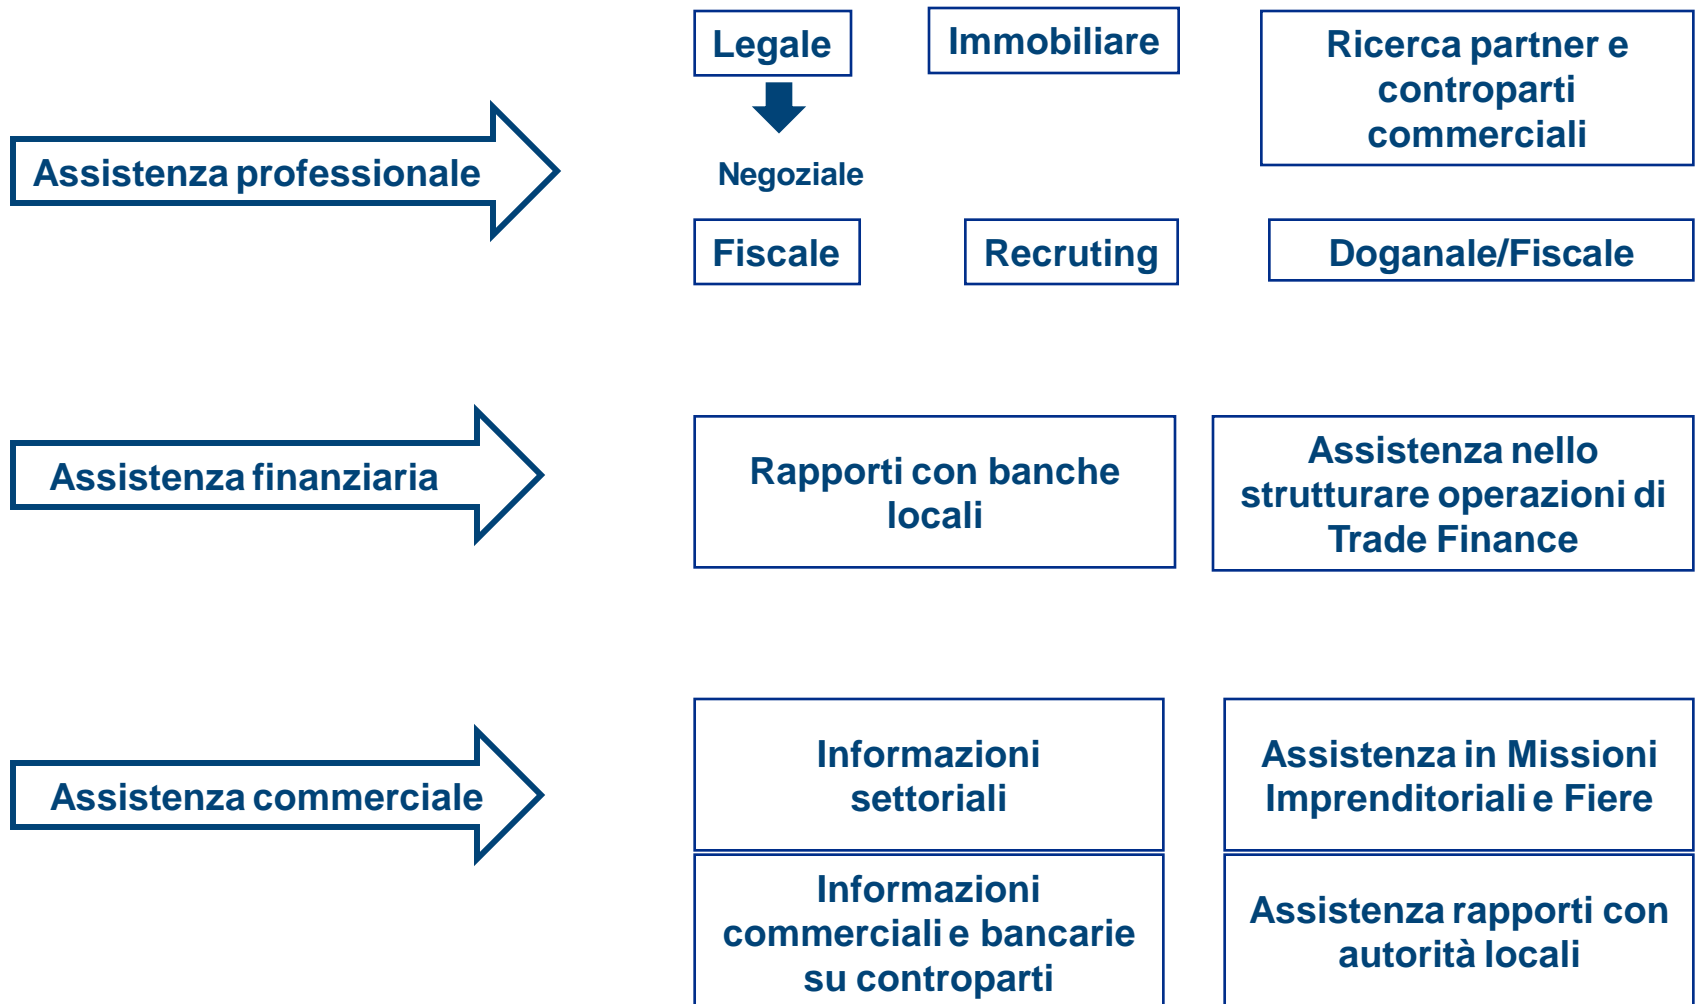 Legale
Immobiliare
Ricerca partner e
controparti
commerciali
Assistenza professionale
Negoziale
Fiscale
Recruting
Doganale/Fiscale
Assistenza finanziaria
Rapporti con banche
locali
Assistenza nello
strutturare operazioni di
Trade Finance
Assistenza commerciale
Informazioni
settoriali
Assistenza in Missioni
Imprenditoriali e Fiere
Informazioni
commerciali e bancarie
su controparti
Assistenza rapporti con
autorità locali